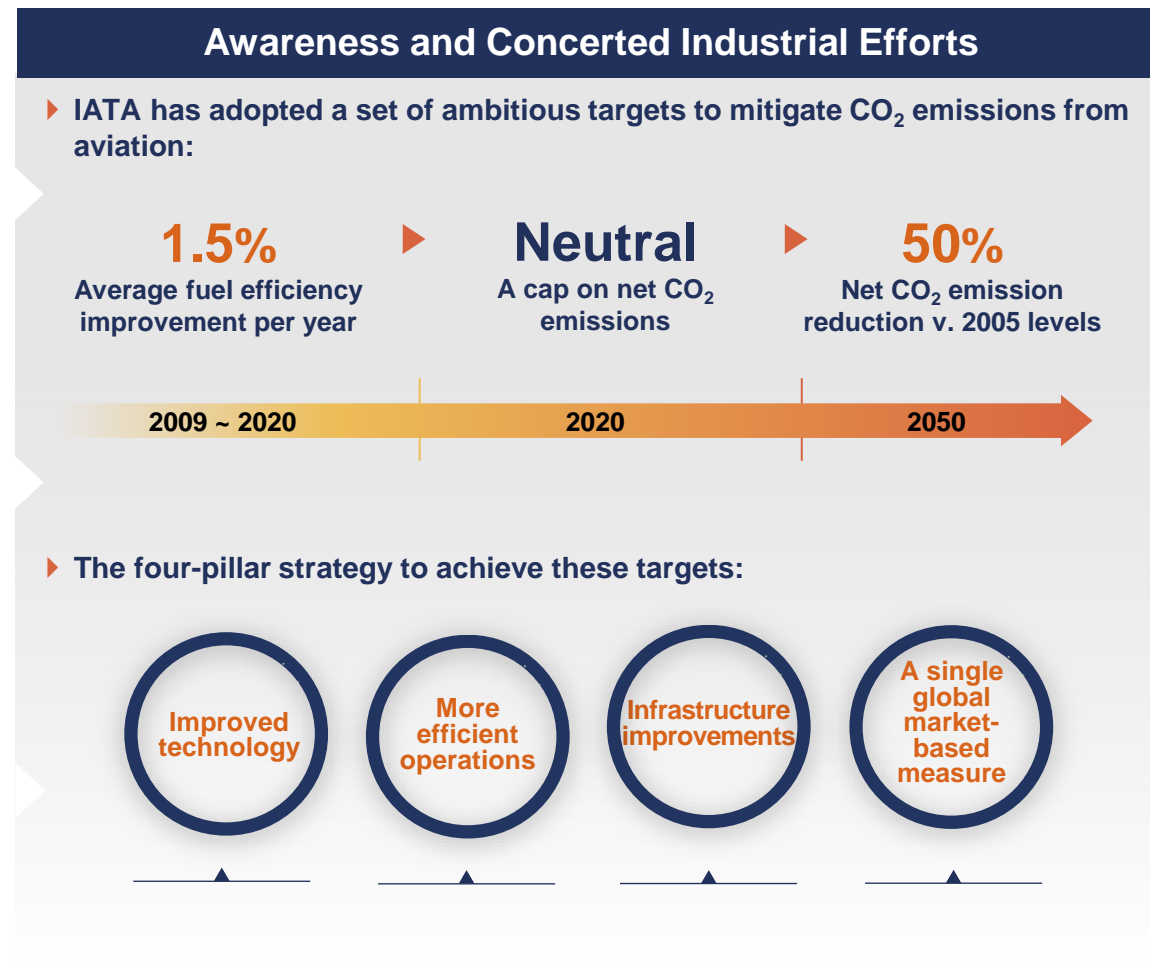 Awareness and Concerted Industrial Efforts
IATA has adopted a set of ambitious targets to mitigate CO₂ emissions from
aviation:
1.5%
Average fuel efficiency
improvement per year
Neutral
A cap on net CO₂
emissions
50%
Net CO₂ emission
reduction v. 2005 levels
2009 ~ 2020
2020
2050
The four-pillar strategy to achieve these targets:
Improved
technology
More
efficient
operations
Infrastructure
improvements
A single
global
market-
based
measure